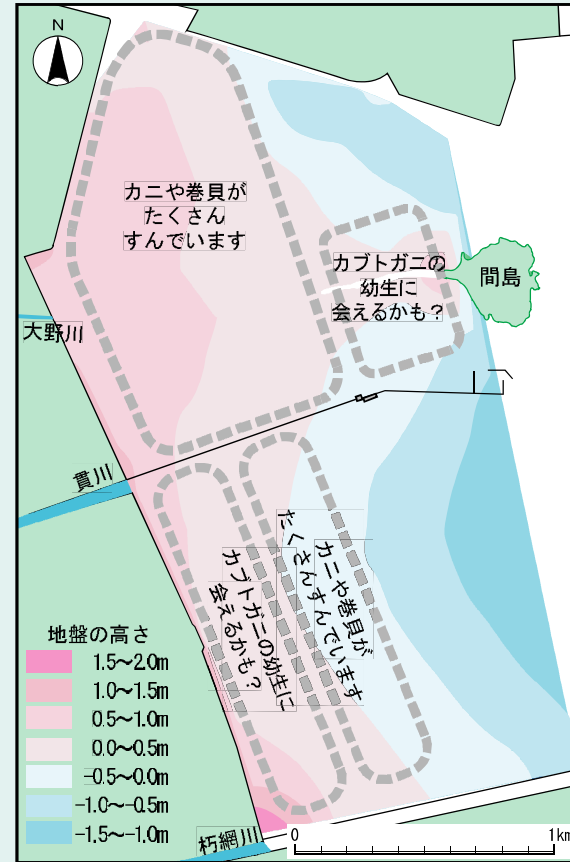 N
カニや巻貝が
たくさん
すんでいます
カブトガニの
幼生に
会えるかも？
間島
大野川
貫川
カニや巻貝が
たくさんすんでいます
カブトガニの幼生に
会えるかも？
地盤の高さ
1.5～2.0m
1.0～1.5m
0.5～1.0m
0.0～0.5m
-0.5～0.0m
-1.0～-0.5m
-1.5～-1.0m
朽網川
0
1km